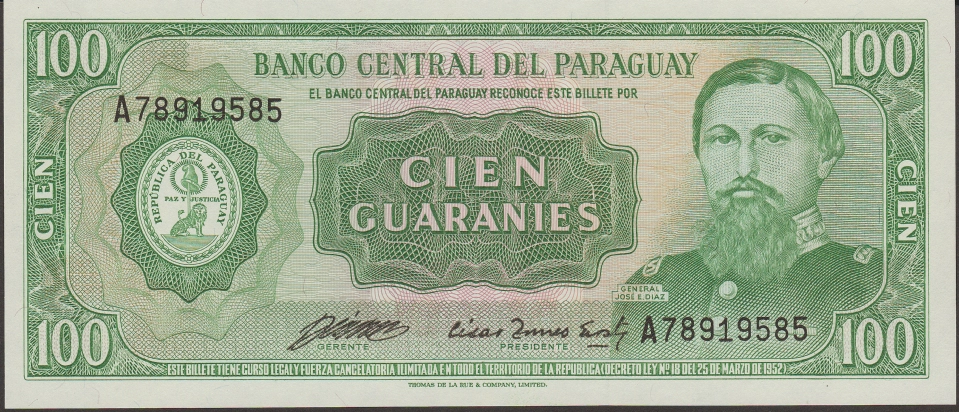 100 100
BANCO CENTRAL DEL PARAGUAY
EL BANCO CENTRAL DEL PARAGUAY RECONOCE ESTE BILLETE POR
A78919585
CIEN
REPÚBLICA DEL PARAGUAY
PAZ Y JUSTICIA
CIEN
GUARANIES
CIEN
GENERAL
JOSE E. DIAZ
A78919585
GERENTE
PRESIDENTE
100 100
ESTE BILLETE TIENE CURSO LEGAL Y FUERZA CANCELATORIA ILIMITADA EN TODO EL TERRITORIO DE LA REPUBLICA (DECRETO LEY Nº 18 DEL 25 DE MARZO DE 1952)
THOMAS DE LA RUE & COMPANY, LIMITED.